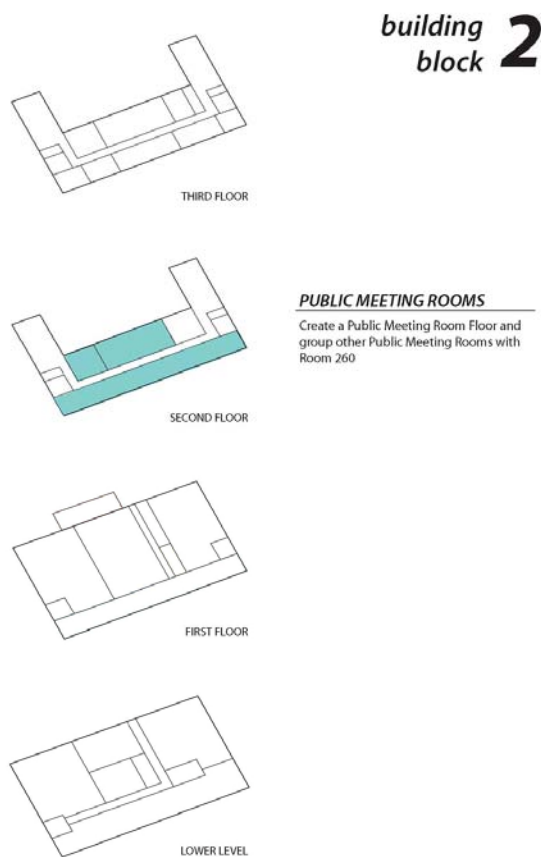 building
block 2
THIRD FLOOR
PUBLIC MEETING ROOMS
Create a Public Meeting Room Floor and
group other Public Meeting Rooms with
Room 260
SECOND FLOOR
FIRST FLOOR
LOWER LEVEL